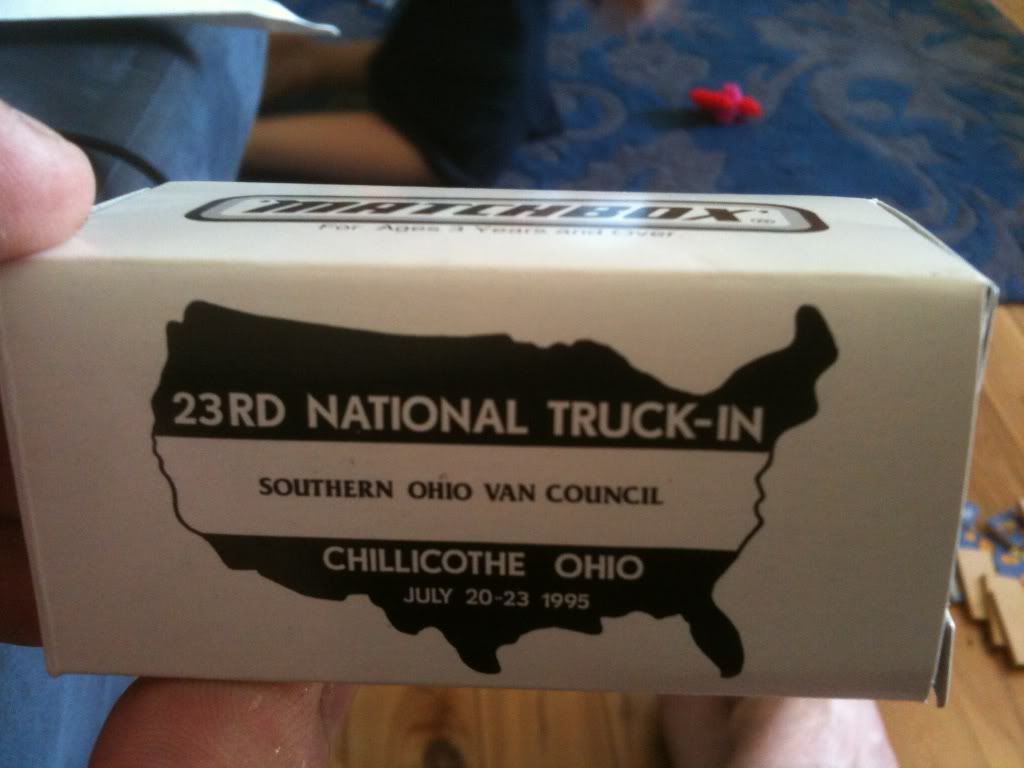 "MATCHBOX" ®
For Ages 3 Years and Over
23RD NATIONAL TRUCK-IN
SOUTHERN OHIO VAN COUNCIL
CHILLICOTHE OHIO
JULY 20-23 1995